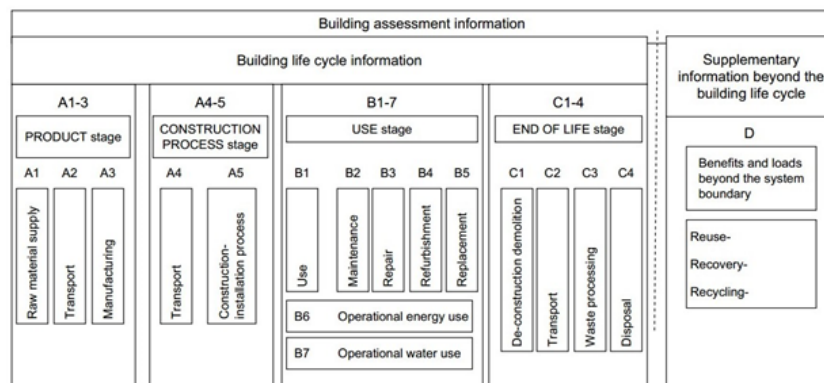 Building assessment information
Building life cycle information
Supplementary
information beyond the
building life cycle
A1-3
PRODUCT stage
A1 A2 A3
Raw material supply
Transport
Manufacturing
A4-5
CONSTRUCTION
PROCESS stage
A4 A5
Transport
Construction-
installation process
B1-7
USE stage
B1 B2 B3 B4 B5
Use
Maintenance
Repair
Refurbishment
Replacement
B6 Operational energy use
B7 Operational water use
C1-4
END OF LIFE stage
C1 C2 C3 C4
De-construction demolition
Transport
Waste processing
Disposal
D
Benefits and loads
beyond the system
boundary
Reuse-
Recovery-
Recycling-